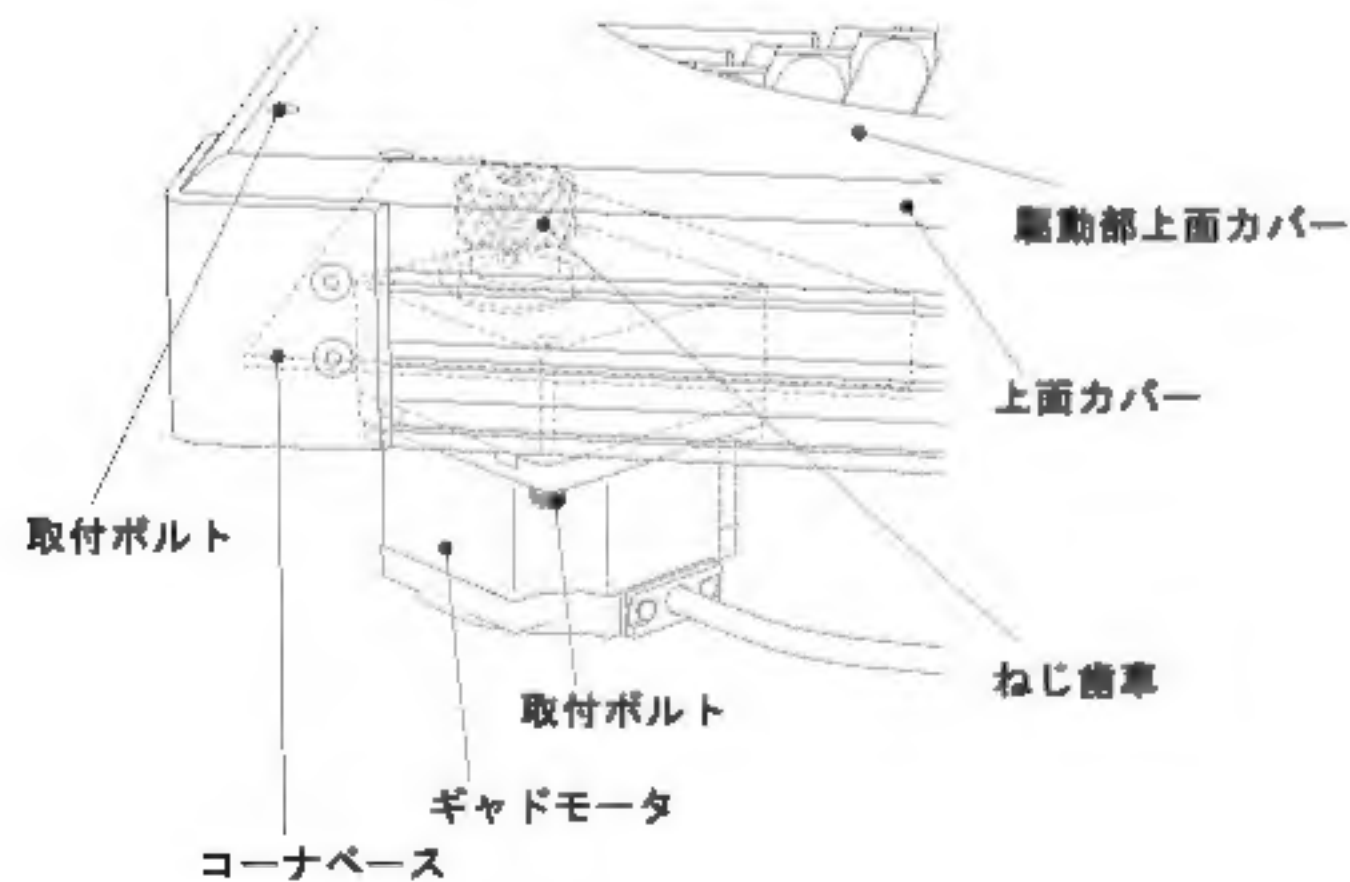 駆動部上面カバー
上面カバー
取付ボルト
ねじ歯車
取付ボルト
ギャドモータ
コーナベース